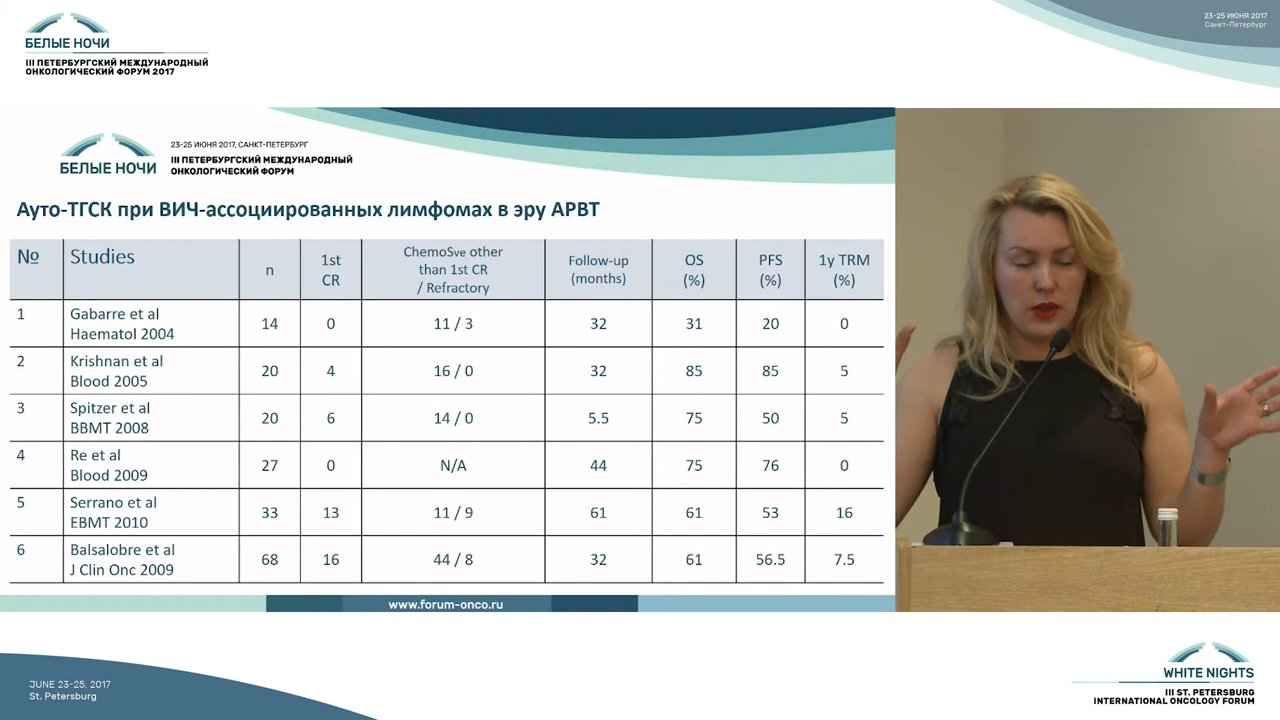 БЕЛЫЕ НОЧИ
III ПЕТЕРБУРГСКИЙ МЕЖДУНАРОДНЫЙ
ОНКОЛОГИЧЕСКИЙ ФОРУМ 2017
23-25 ИЮНЯ 2017
Санкт-Петербург
БЕЛЫЕ НОЧИ
23-25 ИЮНЯ 2017, САНКТ-ПЕТЕРБУРГ
III ПЕТЕРБУРГСКИЙ МЕЖДУНАРОДНЫЙ
ОНКОЛОГИЧЕСКИЙ ФОРУМ
Ауто-ТГСК при ВИЧ-ассоциированных лимфомах в эру АРВТ
№ Studies n 1st CR ChemoSve other than 1st CR / Refractory Follow-up (months) OS (%) PFS (%) 1y TRM (%)
1 Gabarre et al Haematol 2004 14 0 11 / 3 32 31 20 0
2 Krishnan et al Blood 2005 20 4 16 / 0 32 85 85 5
3 Spitzer et al BBMT 2008 20 6 14 / 0 5.5 75 50 5
4 Re et al Blood 2009 27 0 N/A 44 75 76 0
5 Serrano et al EBMT 2010 33 13 11 / 9 61 61 53 16
6 Balsalobre et al J Clin Onc 2009 68 16 44 / 8 32 61 56.5 7.5
www.forum-onco.ru
JUNE 23-25, 2017
St. Petersburg
WHITE NIGHTS
III ST. PETERSBURG
INTERNATIONAL ONCOLOGY FORUM